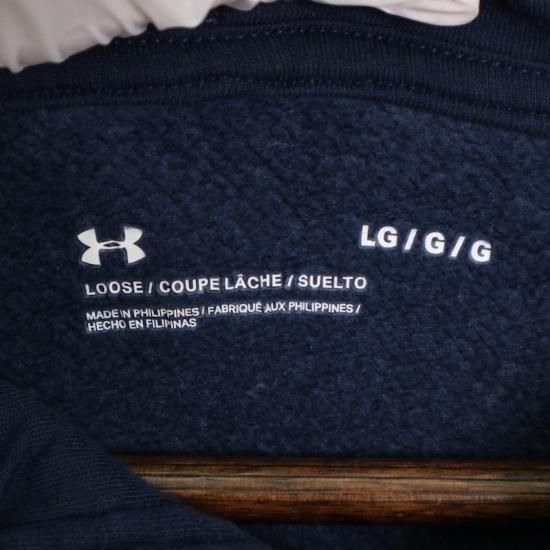 LG / G / G
LOOSE / COUPE LÂCHE / SUELTO
MADE IN PHILIPPINES / FABRIQUÉ AUX PHILIPPINES /
HECHO EN FILIPINAS